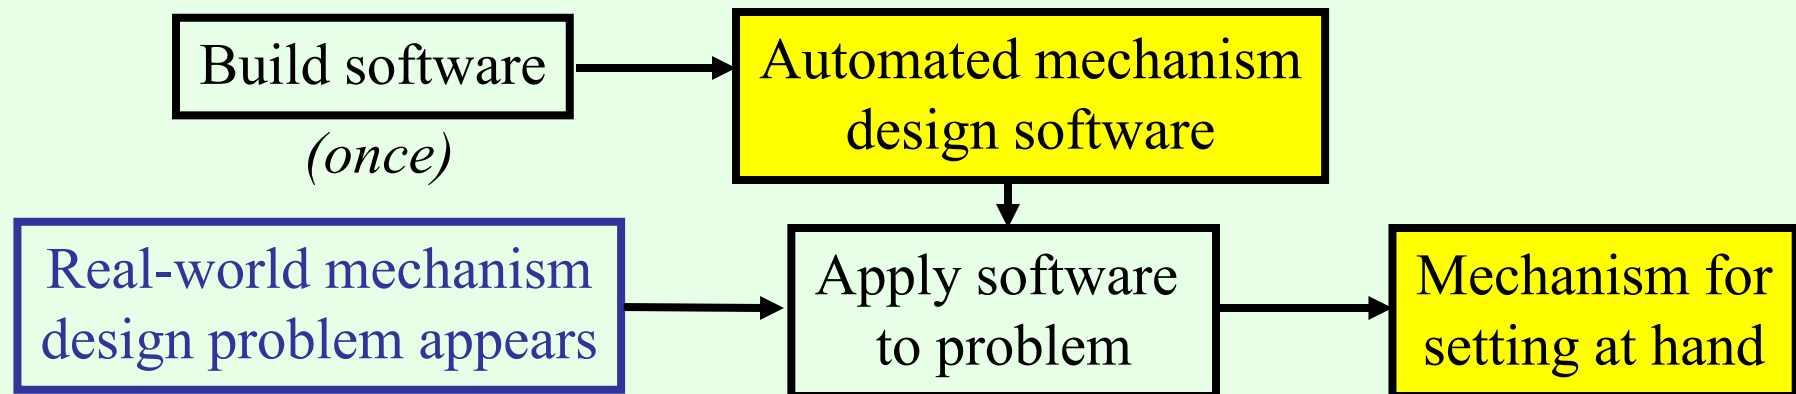 Build software
(once)
Automated mechanism
design software
Real-world mechanism
design problem appears
Apply software
to problem
Mechanism for
setting at hand